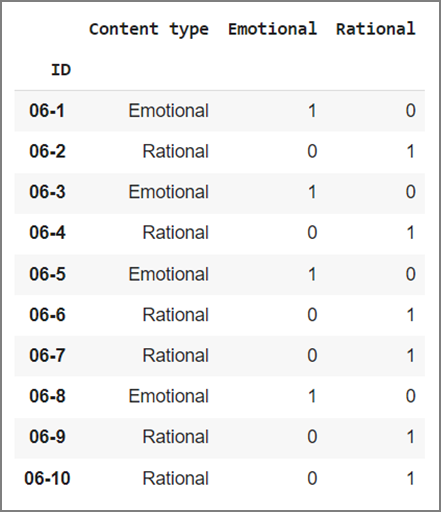 Content type Emotional Rational
ID
06-1 Emotional 1 0
06-2 Rational 0 1
06-3 Emotional 1 0
06-4 Rational 0 1
06-5 Emotional 1 0
06-6 Rational 0 1
06-7 Rational 0 1
06-8 Emotional 1 0
06-9 Rational 0 1
06-10 Rational 0 1